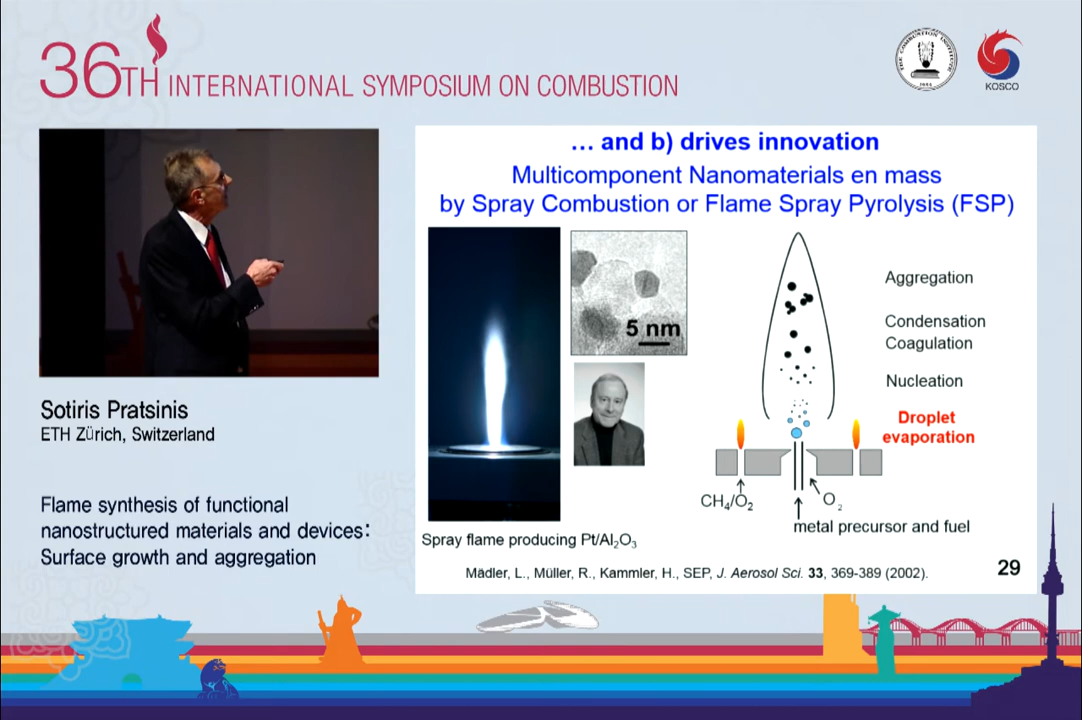 36TH INTERNATIONAL SYMPOSIUM ON COMBUSTION
THE COMBUSTION INSTITUTE
KOSCO
Sotiris Pratsinis
ETH Zürich, Switzerland
Flame synthesis of functional
nanostructured materials and devices:
Surface growth and aggregation
... and b) drives innovation
Multicomponent Nanomaterials en mass
by Spray Combustion or Flame Spray Pyrolysis (FSP)
5 nm
Aggregation
Condensation
Coagulation
Nucleation
Droplet
evaporation
CH₄/O₂
O₂
metal precursor and fuel
Spray flame producing Pt/Al₂O₃
Mädler, L., Müller, R., Kammler, H., SEP, J. Aerosol Sci. 33, 369-389 (2002).
29